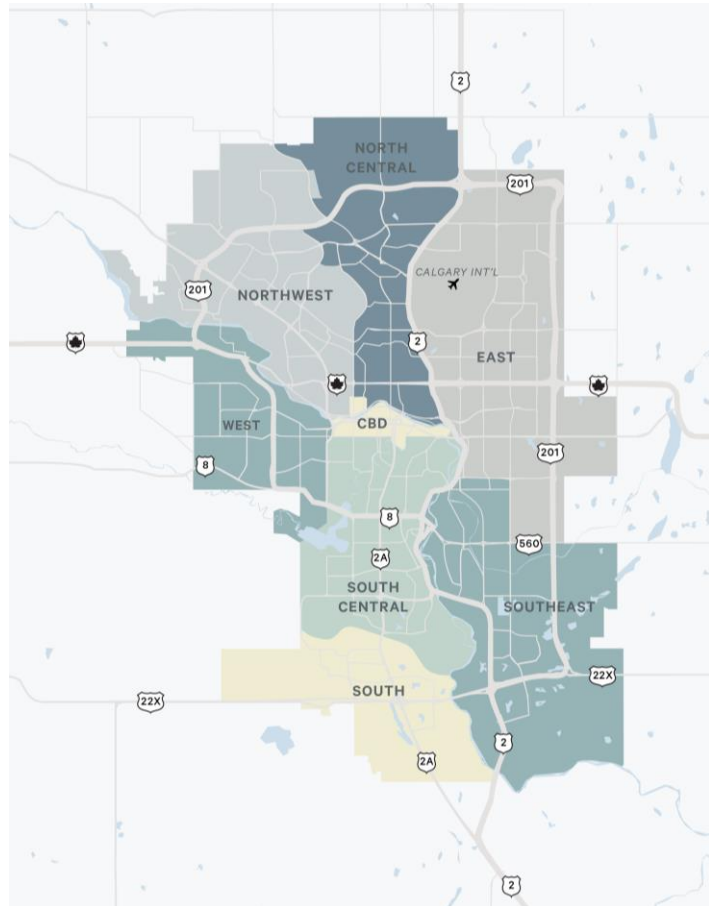 2
NORTH
CENTRAL
201
CALGARY INT'L
201
NORTHWEST
2
EAST
CBD
WEST
201
8
8
560
2A
SOUTH
CENTRAL
SOUTHEAST
22X
SOUTH
22X
2
2A
2